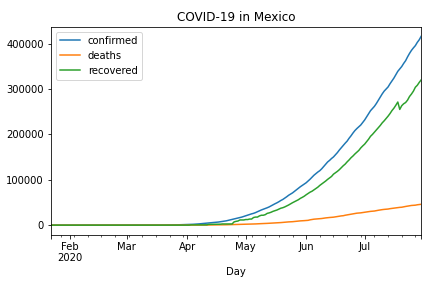 COVID-19 in Mexico
400000
300000
200000
100000
0
confirmed
deaths
recovered
Feb
2020
Mar
Apr
May
Jun
Jul
Day